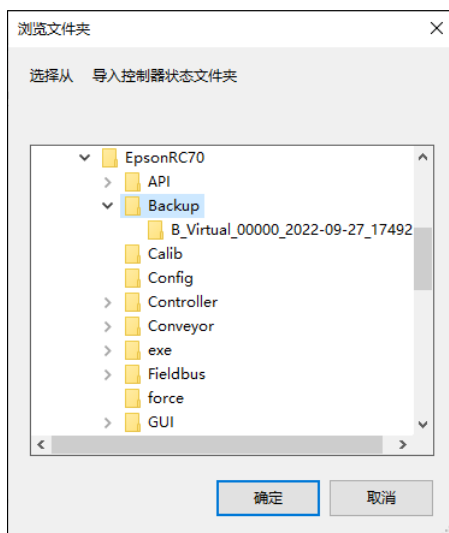 浏览文件夹
选择从 导入控制器状态文件夹
EpsonRC70
API
Backup
B_Virtual_00000_2022-09-27_17492
Calib
Config
Controller
Conveyor
exe
Fieldbus
force
GUI
确定 取消